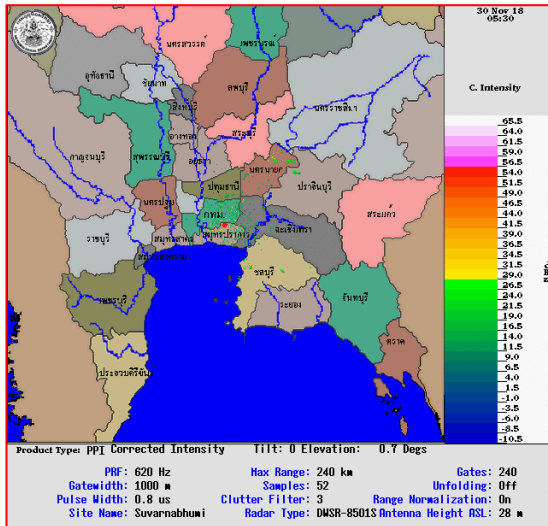 30 Nov 18
05:30
C. Intensity
นครสวรรค์
เพชรบูรณ์
อุทัยธานี
ชัยนาท
ลพบุรี
สิงห์บุรี
นครราชสีมา
อ่างทอง
สระบุรี
กาญจนบุรี
สุพรรณบุรี
อยุธยา
นครนายก
ปทุมธานี
ปราจีนบุรี
นครปฐม
กทม.
สระแก้ว
ฉะเชิงเทรา
ราชบุรี
สมุทรสาคร
สมุทรปราการ
ชลบุรี
เพชรบุรี
ระยอง
จันทบุรี
ตราด
ประจวบคีรีขันธ์
65.5
64.0
61.5
59.0
56.5
54.0
51.5
49.0
46.5
44.0
41.5
39.0
36.5
34.0
31.5
29.0
26.5
24.0
21.5
19.0
16.5
14.0
11.5
9.0
6.5
4.0
1.5
-1.0
-3.5
-6.0
-8.5
-10.5
Product Type: PPI Corrected Intensity Tilt: 0 Elevation: 0.7 Degs
PRF: 620 Hz Max Range: 240 km Gates: 240
Gatewidth: 1000 m Samples: 52 Unfolding: Off
Pulse Width: 0.8 us Clutter Filter: 3 Range Normalization: On
Site Name: Suvarnabhumi Radar Type: DWSR-8501S Antenna Height ASL: 28 m